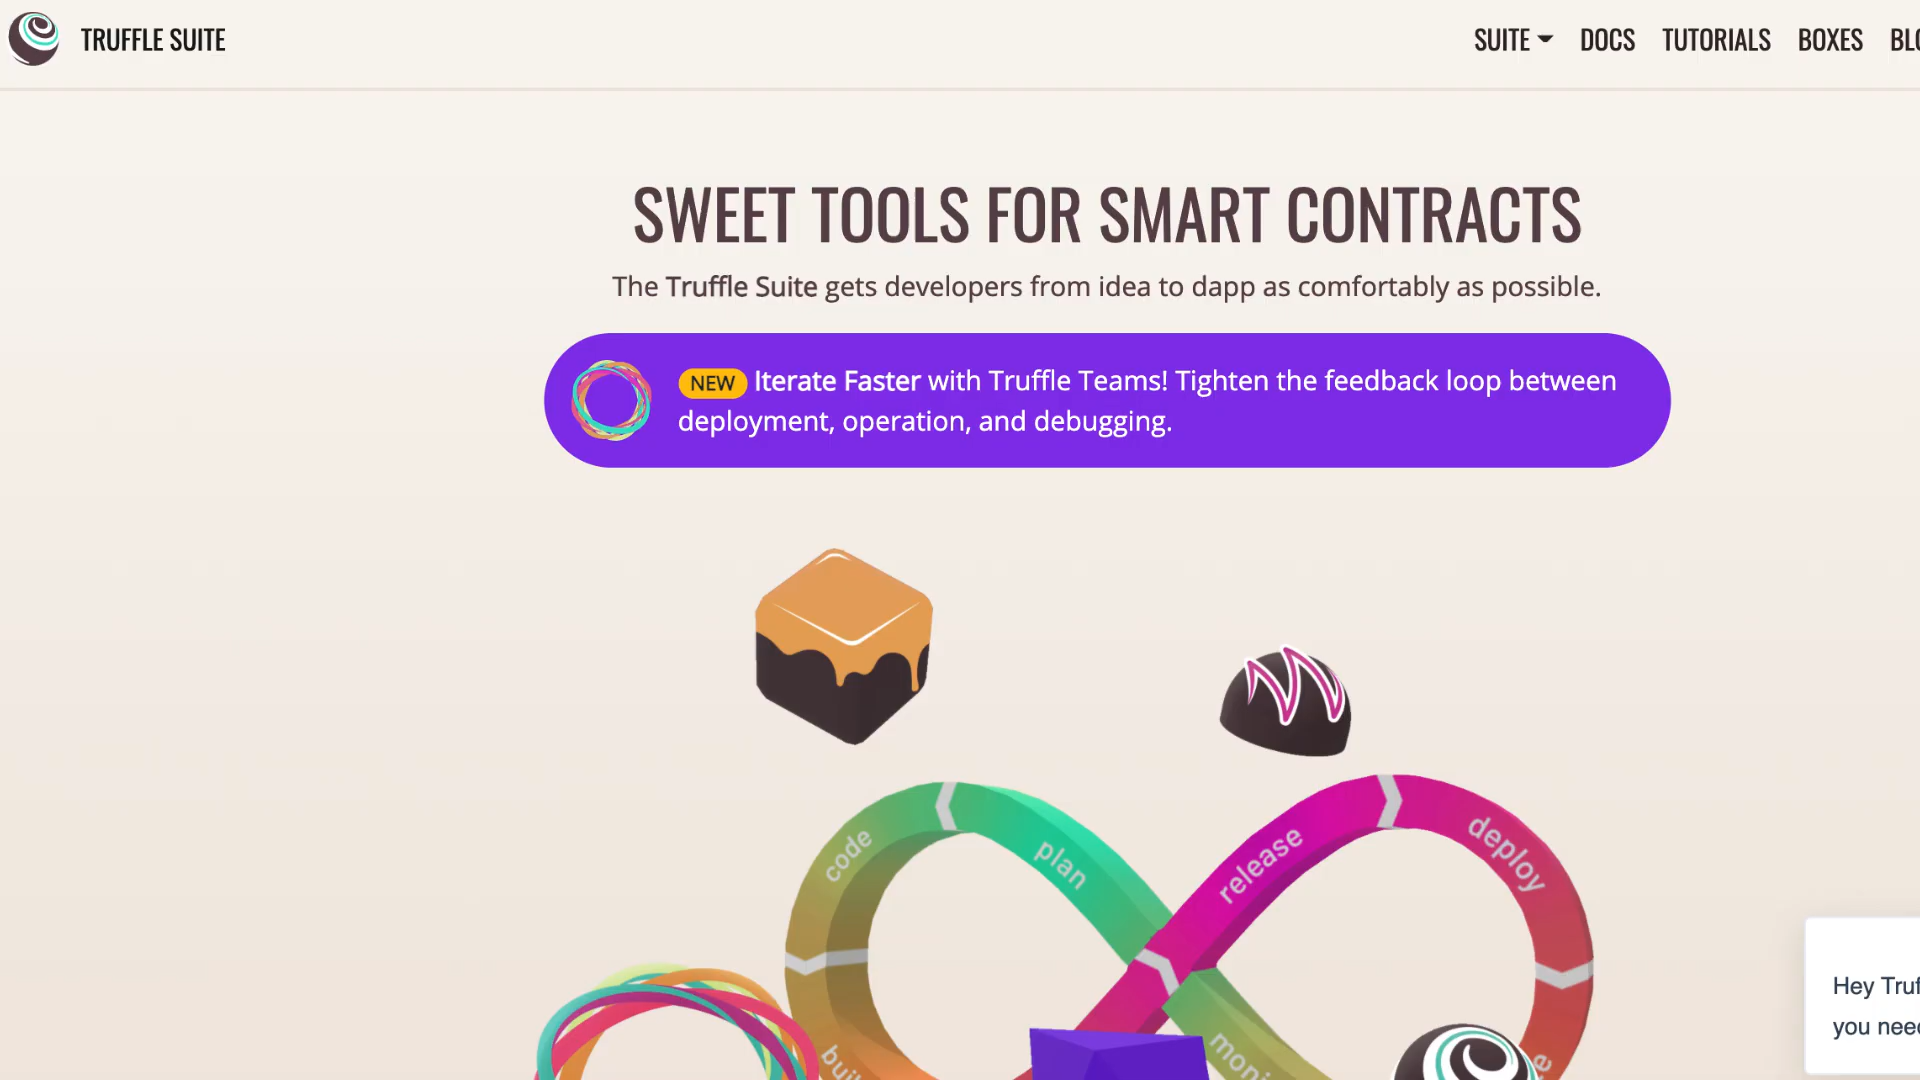 TRUFFLE SUITE
SUITE DOCS TUTORIALS BOXES
SWEET TOOLS FOR SMART CONTRACTS
The Truffle Suite gets developers from idea to dapp as comfortably as possible.
NEW Iterate Faster with Truffle Teams! Tighten the feedback loop between
deployment, operation, and debugging.
code
plan
release
deploy
Hey
you